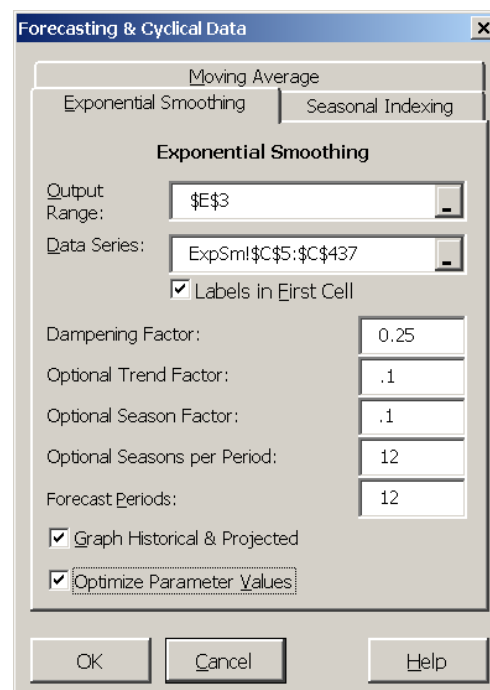 Forecasting & Cyclical Data
Moving Average
Exponential Smoothing
Seasonal Indexing
Exponential Smoothing
Output
Range:
$E$3
Data Series:
ExpSm!$C$5:$C$437
Labels in First Cell
Dampening Factor:
0.25
Optional Trend Factor:
.1
Optional Season Factor:
.1
Optional Seasons per Period:
12
Forecast Periods:
12
Graph Historical & Projected
Optimize Parameter Values
OK
Cancel
Help